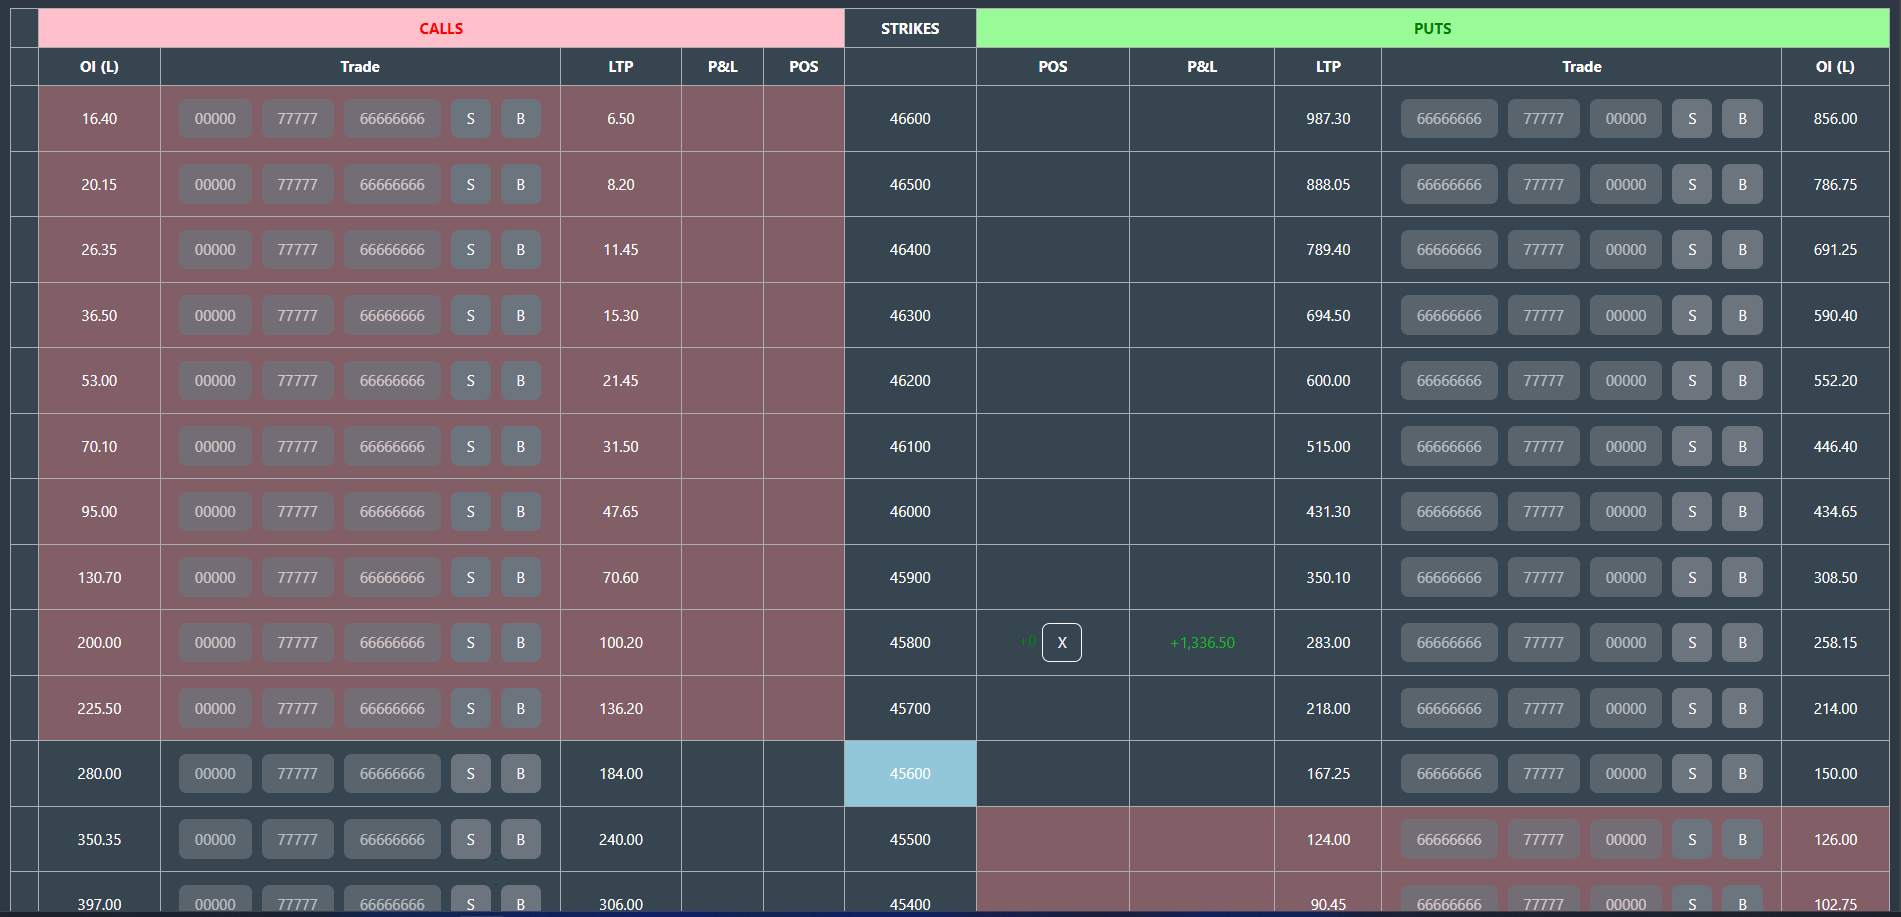 CALLS STRIKES PUTS
OI (L) Trade LTP P&L POS POS P&L LTP Trade OI (L)
16.40 00000 77777 66666666 S B 6.50 46600 987.30 66666666 77777 00000 S B 856.00
20.15 00000 77777 66666666 S B 8.20 46500 888.05 66666666 77777 00000 S B 786.75
26.35 00000 77777 66666666 S B 11.45 46400 789.40 66666666 77777 00000 S B 691.25
36.50 00000 77777 66666666 S B 15.30 46300 694.50 66666666 77777 00000 S B 590.40
53.00 00000 77777 66666666 S B 21.45 46200 600.00 66666666 77777 00000 S B 552.20
70.10 00000 77777 66666666 S B 31.50 46100 515.00 66666666 77777 00000 S B 446.40
95.00 00000 77777 66666666 S B 47.65 46000 431.30 66666666 77777 00000 S B 434.65
130.70 00000 77777 66666666 S B 70.60 45900 350.10 66666666 77777 00000 S B 308.50
200.00 00000 77777 66666666 S B 100.20 45800 +0 X +1,336.50 283.00 66666666 77777 00000 S B 258.15
225.50 00000 77777 66666666 S B 136.20 45700 218.00 66666666 77777 00000 S B 214.00
280.00 00000 77777 66666666 S B 184.00 45600 167.25 66666666 77777 00000 S B 150.00
350.35 00000 77777 66666666 S B 240.00 45500 124.00 66666666 77777 00000 S B 126.00
397.00 00000 77777 66666666 S B 306.00 45400 90.45 66666666 77777 00000 S B 102.75